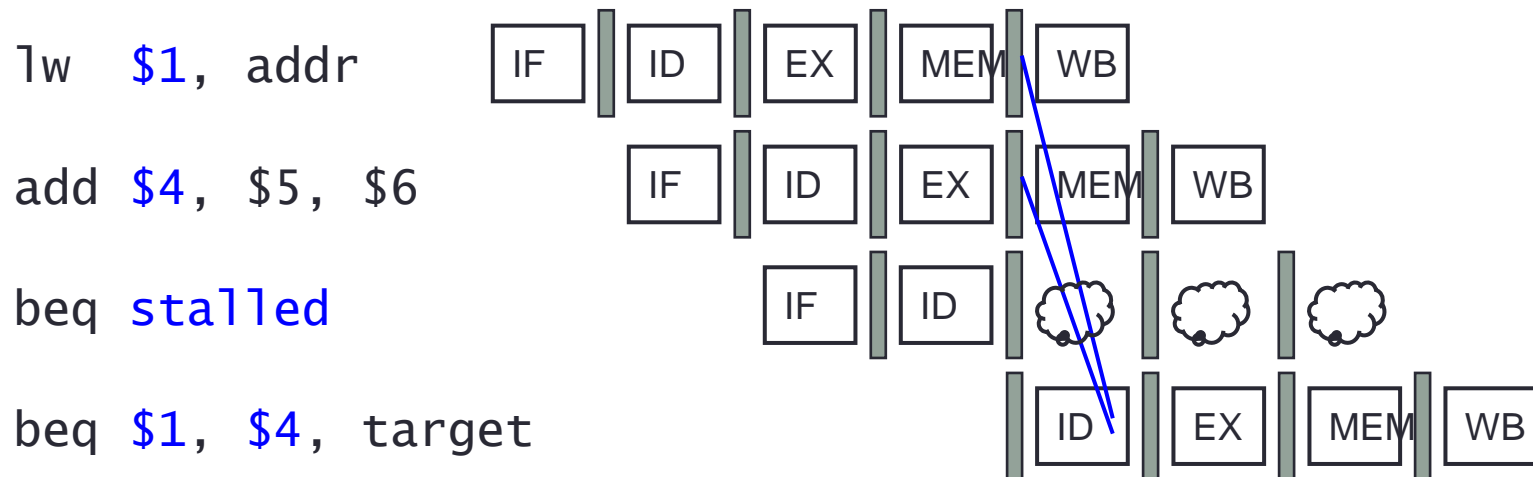 lw $1, addr IF ID EX MEM WB
add $4, $5, $6 IF ID EX MEM WB
beq stalled IF ID
beq $1, $4, target ID EX MEM WB